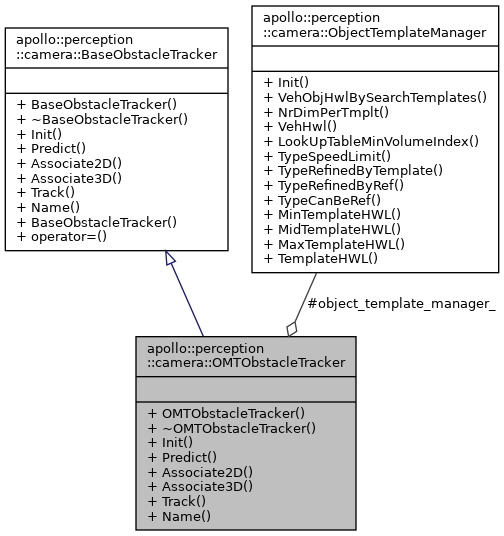 apollo::perception
::camera::BaseObstacleTracker
+ BaseObstacleTracker()
+ ~BaseObstacleTracker()
+ Init()
+ Predict()
+ Associate2D()
+ Associate3D()
+ Track()
+ Name()
+ BaseObstacleTracker()
+ operator=()
apollo::perception
::camera::ObjectTemplateManager
+ Init()
+ VehObjHwlBySearchTemplates()
+ NrDimPerTmplt()
+ VehHwl()
+ LookUpTableMinVolumeIndex()
+ TypeSpeedLimit()
+ TypeRefinedByTemplate()
+ TypeRefinedByRef()
+ TypeCanBeRef()
+ MinTemplateHWL()
+ MidTemplateHWL()
+ MaxTemplateHWL()
+ TemplateHWL()
#object_template_manager_
apollo::perception
::camera::OMTObstacleTracker
+ OMTObstacleTracker()
+ ~OMTObstacleTracker()
+ Init()
+ Predict()
+ Associate2D()
+ Associate3D()
+ Track()
+ Name()